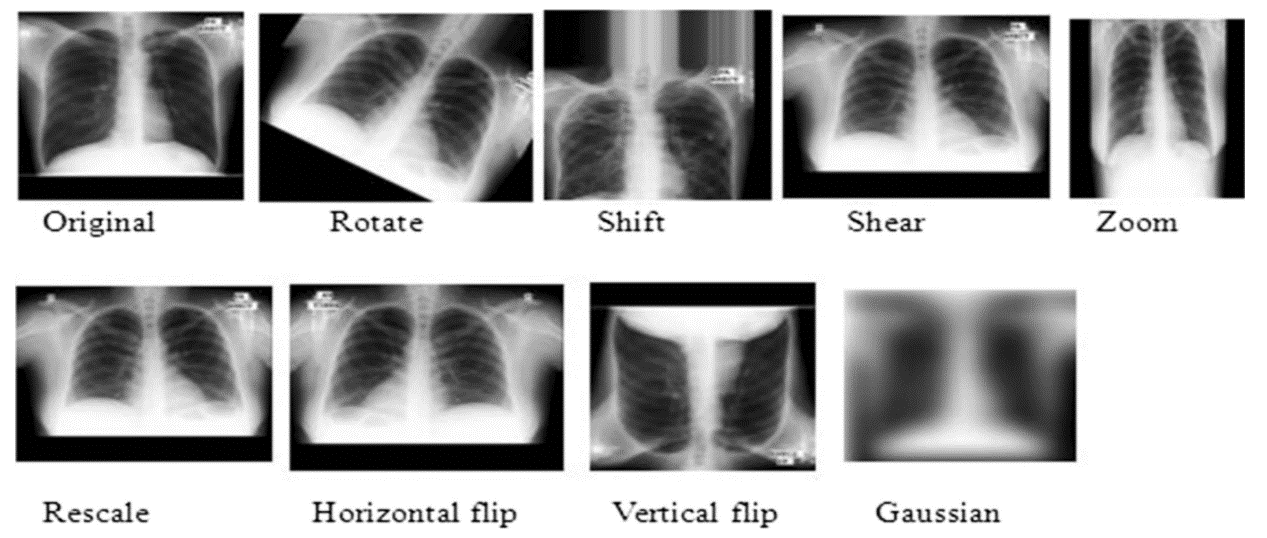 Original
Rotate
Shift
Shear
Zoom
Rescale
Horizontal flip
Vertical flip
Gaussian